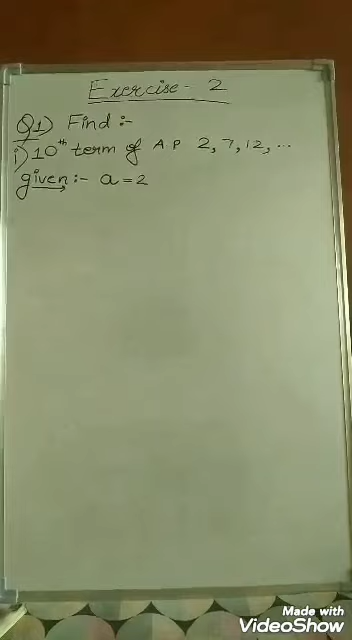 Exercise - 2
Q1) Find :-
i) 10th term of A P 2, 7, 12, ...
given :- a = 2
Made with
VideoShow